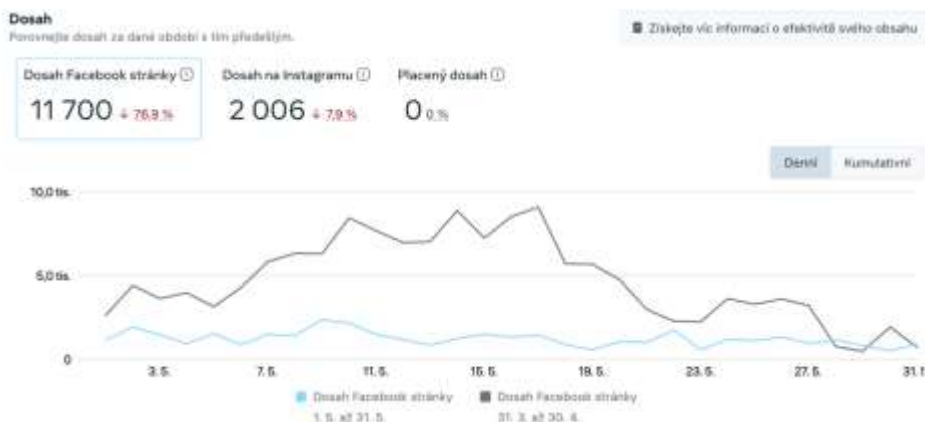 Dosah
Porovnejte dosah za dané období s tím předešlým.
Získejte víc informací o efektivitě svého obsahu
Dosah Facebook stránky
Dosah na Instagramu
Placený dosah
11 700 ↓ 76,9 %
2 006 ↓ 7,9 %
0 0 %
Denní
Kumulativní
10,0 tis.
5,0 tis.
0
3. 5.
7. 5.
11. 5.
15. 5.
19. 5.
23. 5.
27. 5.
31. 5
Dosah Facebook stránky
1. 5. až 31. 5.
Dosah Facebook stránky
31. 3. až 30. 4.